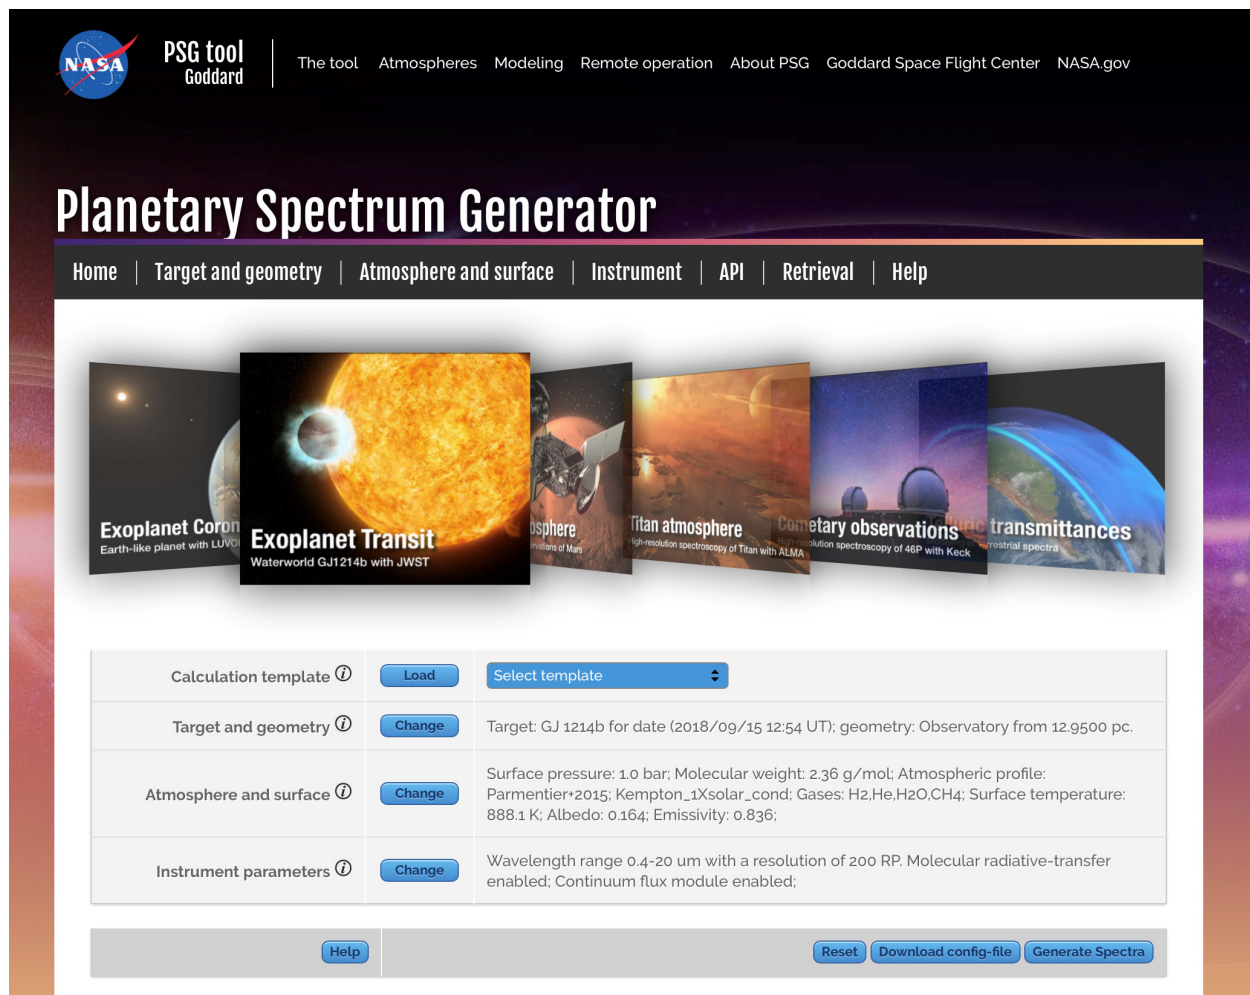 NASA
PSG tool
Goddard
The tool Atmospheres Modeling Remote operation About PSG Goddard Space Flight Center NASA.gov
Planetary Spectrum Generator
Home Target and geometry Atmosphere and surface Instrument API Retrieval Help
Exoplanet Coron
Earth-like planet with LUVO
Exoplanet Transit
Waterworld GJ1214b with JWST
osphere
rvations of Mars
Titan atmosphere
High-resolution spectroscopy of Titan with ALMA
Cometary observations
High-resolution spectroscopy of 46P with Keck
uric transmittances
restrial spectra
Calculation template Load Select template
Target and geometry Change Target: GJ 1214b for date (2018/09/15 12:54 UT); geometry: Observatory from 12.9500 pc.
Atmosphere and surface Change Surface pressure: 1.0 bar; Molecular weight: 2.36 g/mol; Atmospheric profile:
Parmentier+2015; Kempton_1Xsolar_cond; Gases: H2,He,H2O,CH4; Surface temperature:
888.1 K; Albedo: 0.164; Emissivity: 0.836;
Instrument parameters Change Wavelength range 0.4-20 um with a resolution of 200 RP. Molecular radiative-transfer
enabled; Continuum flux module enabled;
Help Reset Download config-file Generate Spectra